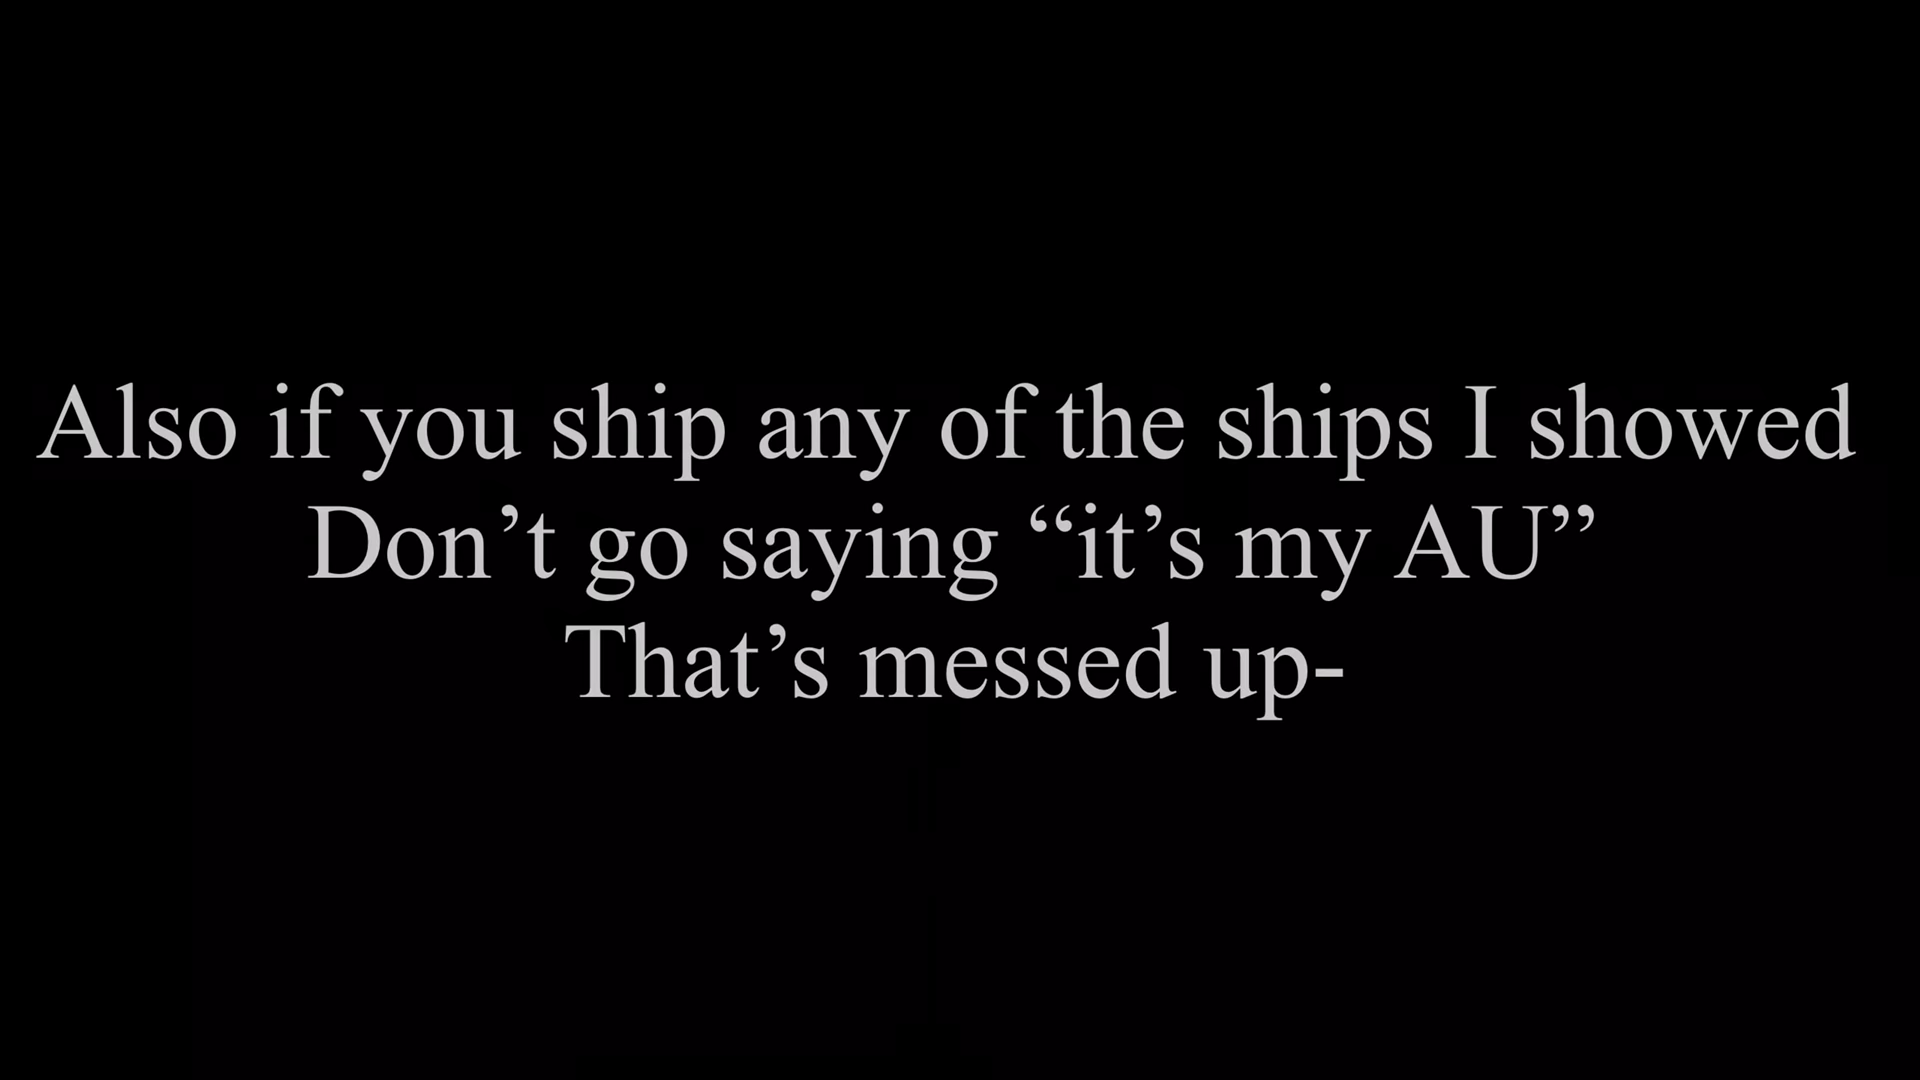 Also if you ship any of the ships I showed
Don’t go saying “it’s my AU”
That’s messed up-